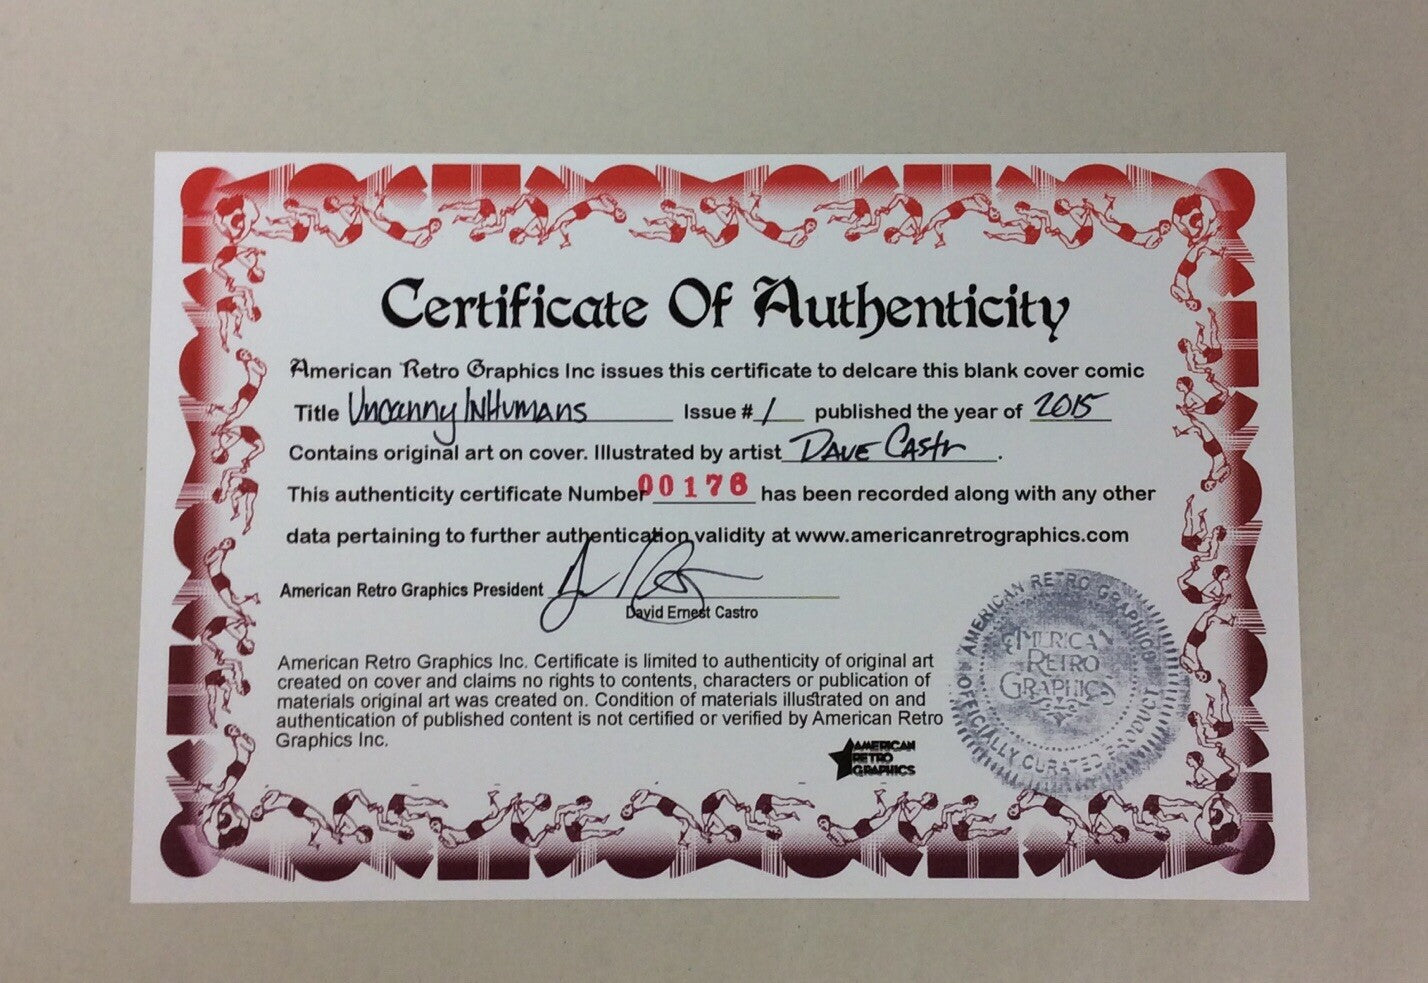 Certificate Of Authenticity
American Retro Graphics Inc issues this certificate to delcare this blank cover comic
Title Uncanny InHumans Issue # 1 published the year of 2015
Contains original art on cover. Illustrated by artist Dave Castro.
This authenticity certificate Number 00176 has been recorded along with any other
data pertaining to further authentication validity at www.americanretrographics.com
American Retro Graphics President
David Ernest Castro
American Retro Graphics Inc. Certificate is limited to authenticity of original art
created on cover and claims no rights to contents, characters or publication of
materials original art was created on. Condition of materials illustrated on and
authentication of published content is not certified or verified by American Retro
Graphics Inc.
AMERICAN
RETRO
GRAPHICS
AMERICAN RETRO GRAPHICS
AMERICAN
RETRO
GRAPHICS
OFFICIALLY CURATED PRODUCT